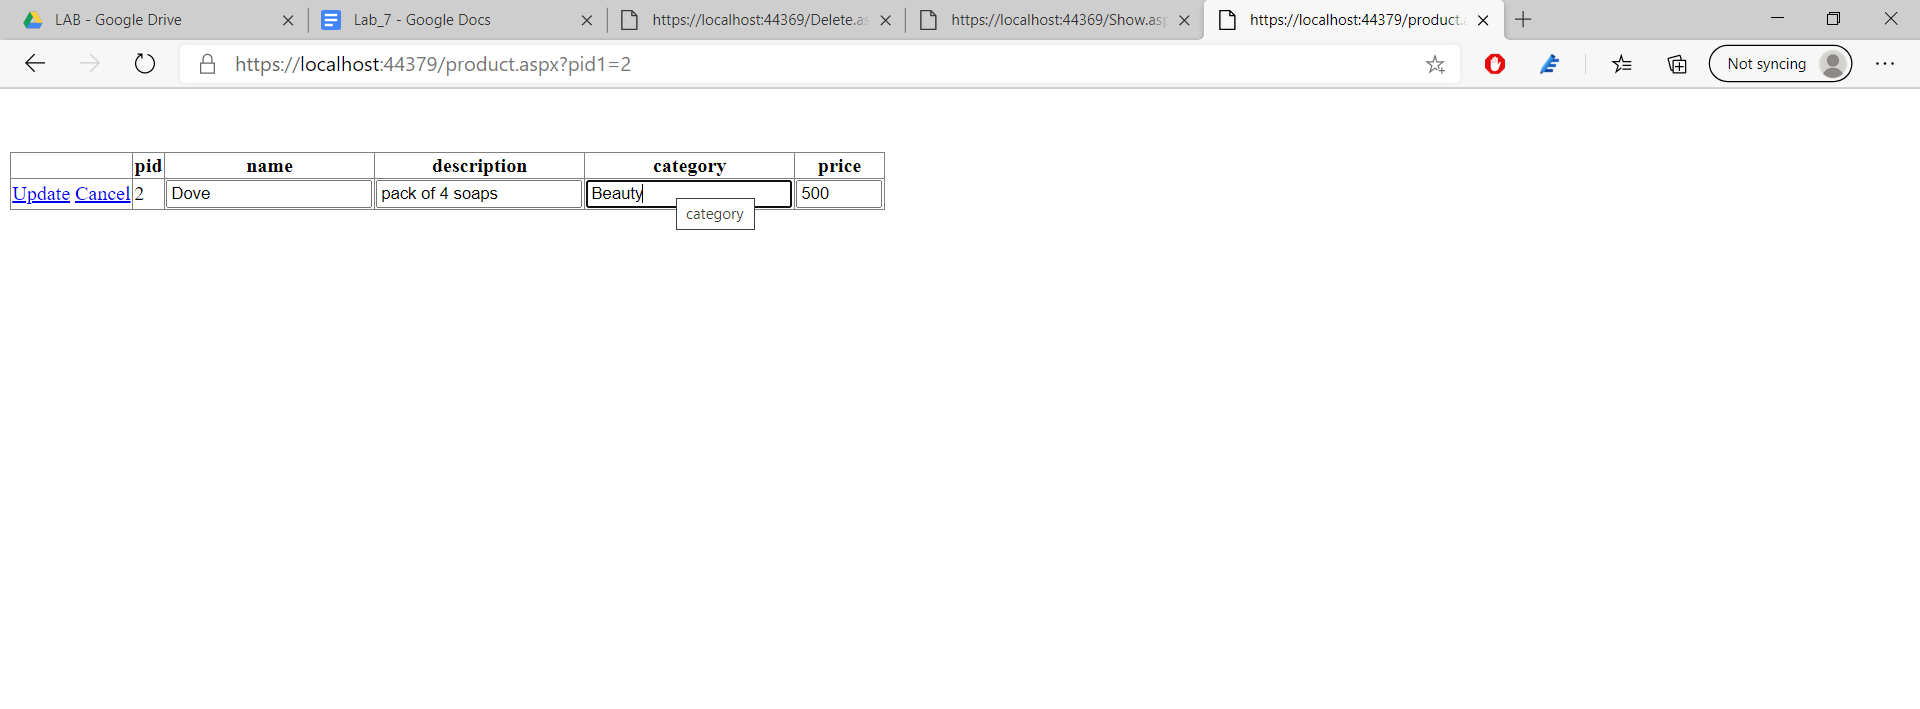 LAB - Google Drive Lab_7 - Google Docs https://localhost:44369/Delete.as https://localhost:44369/Show.asp https://localhost:44379/product.
https://localhost:44379/product.aspx?pid1=2 Not syncing
pid name description category price
Update Cancel 2 Dove pack of 4 soaps Beauty 500
category